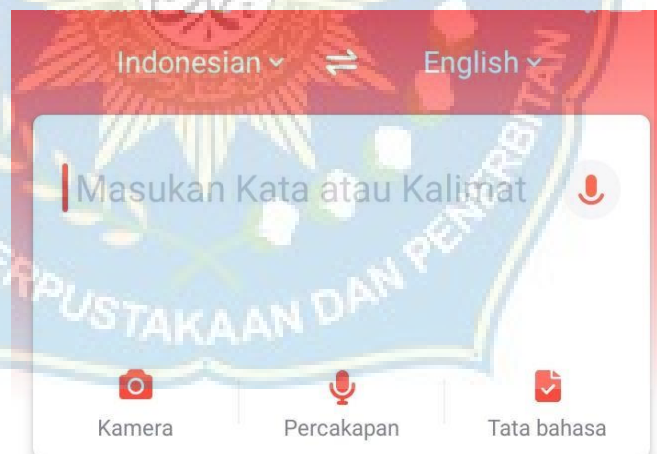 Indonesian English
Masukan Kata atau Kalimat
PERPUSTAKAAN DAN PENERBITAN
Kamera Percakapan Tata bahasa